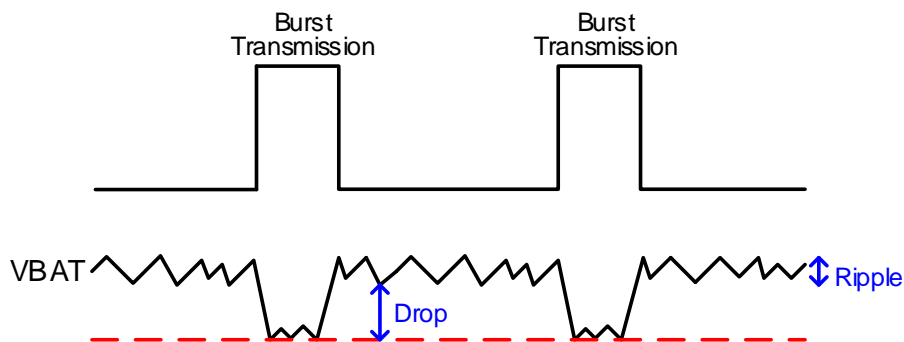 Burst
Transmission
Burst
Transmission
VBAT
Ripple
Drop